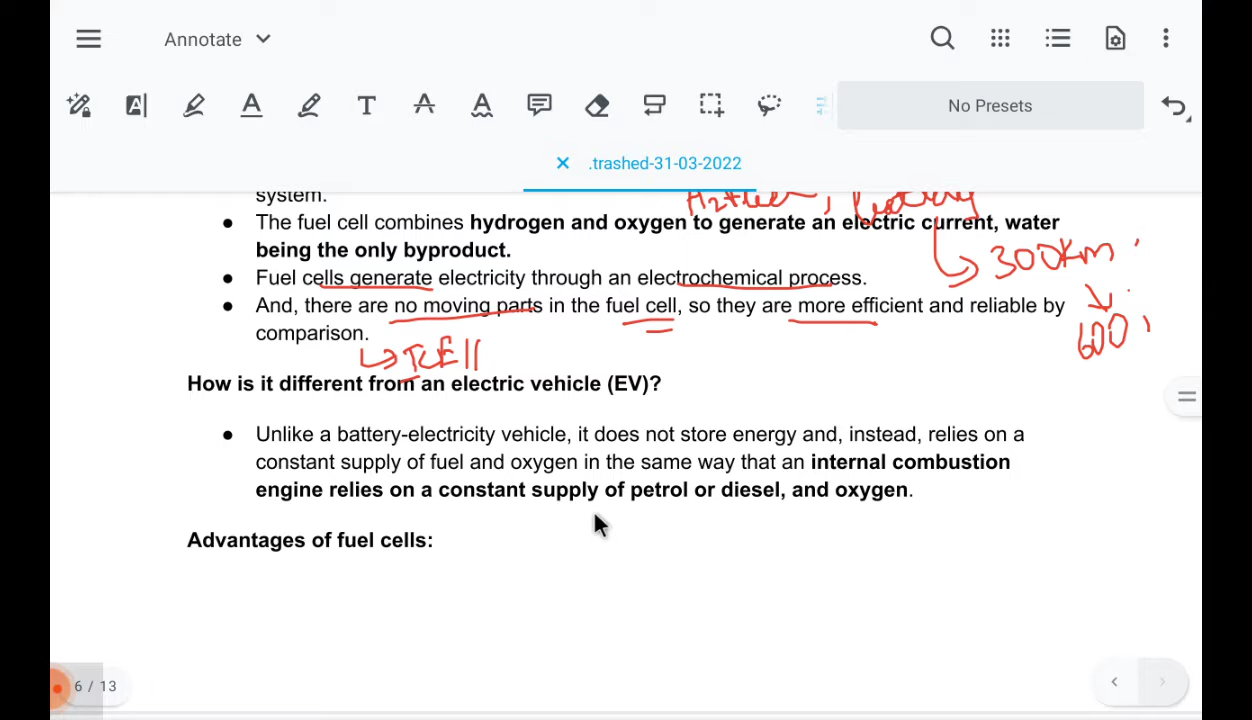 Annotate
No Presets
.trashed-31-03-2022
system.
The fuel cell combines hydrogen and oxygen to generate an electric current, water
being the only byproduct.
300km
Fuel cells generate electricity through an electrochemical process.
And, there are no moving parts in the fuel cell, so they are more efficient and reliable by
600
comparison.
How is it different from an electric vehicle (EV)?
Unlike a battery-electricity vehicle, it does not store energy and, instead, relies on a
constant supply of fuel and oxygen in the same way that an internal combustion
engine relies on a constant supply of petrol or diesel, and oxygen.
Advantages of fuel cells:
6 / 13